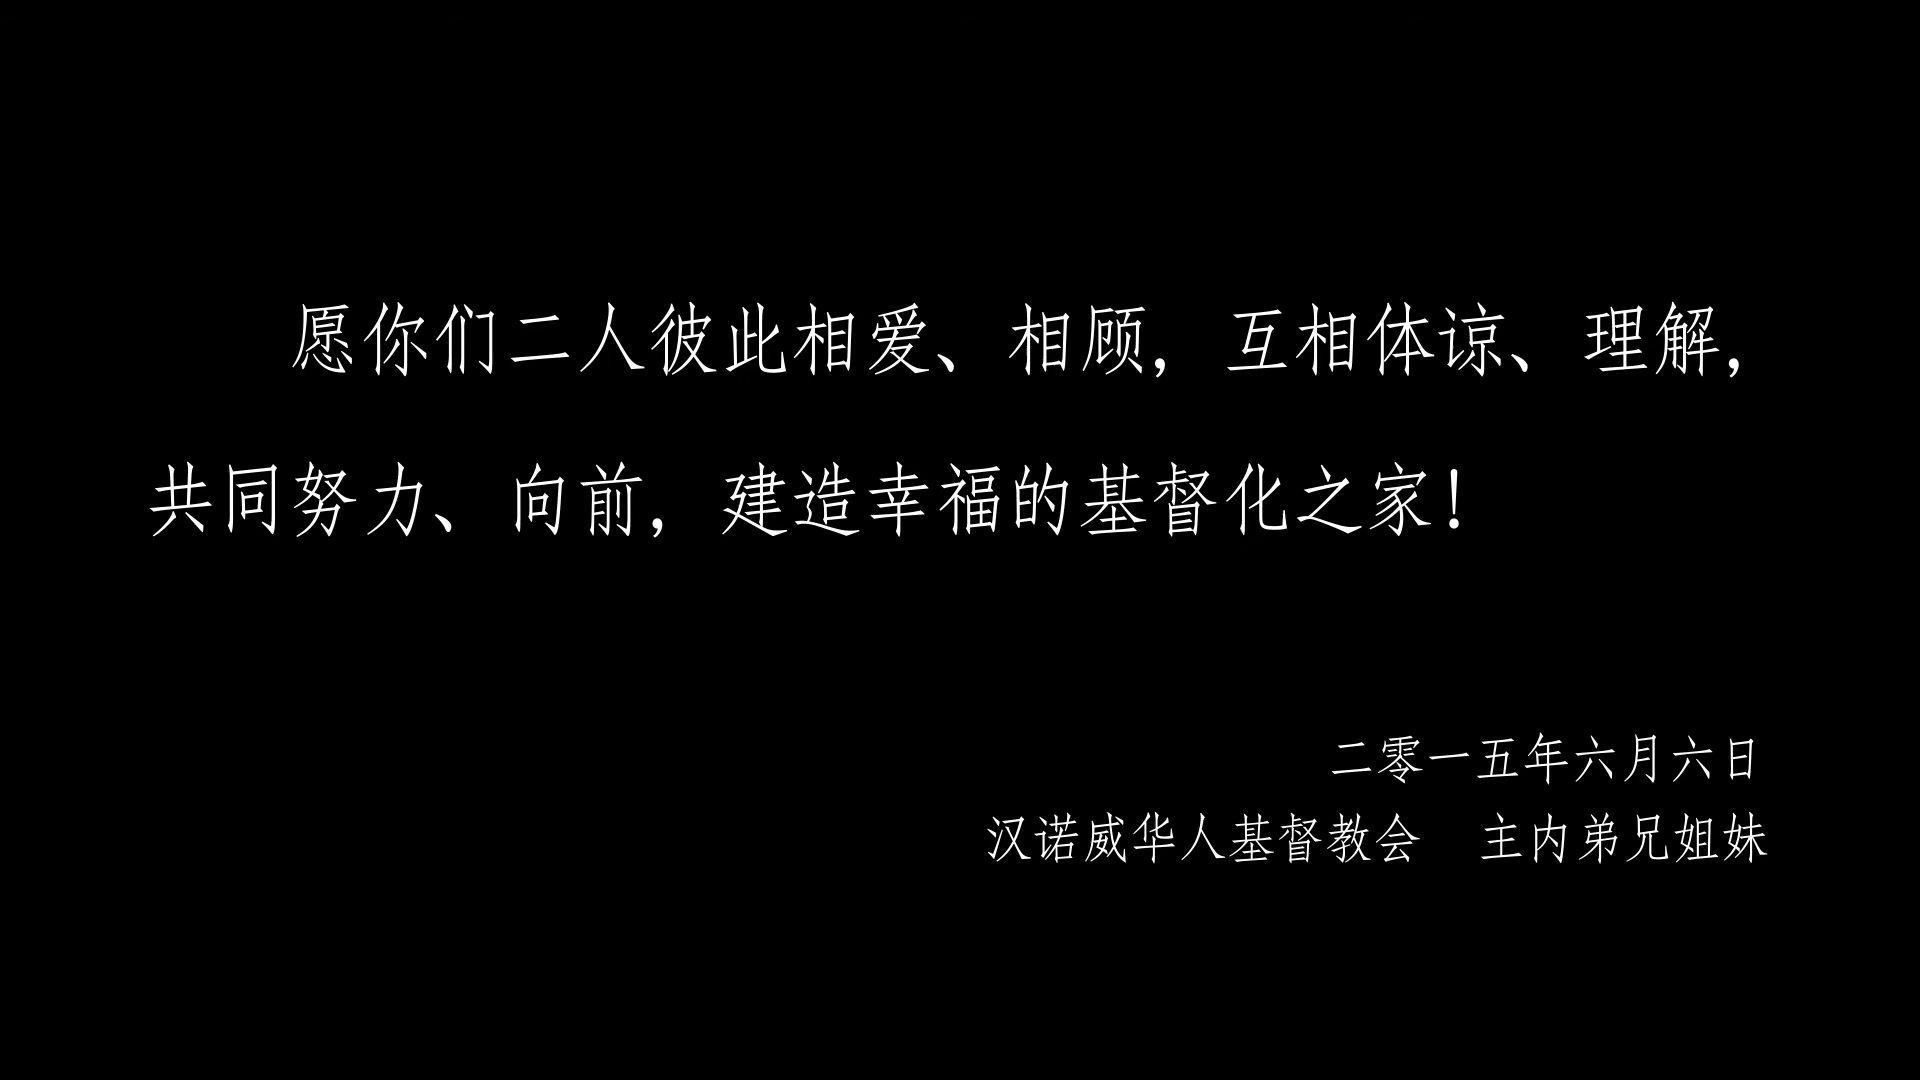 愿你们二人彼此相爱、相顾，互相体谅、理解，
共同努力、向前，建造幸福的基督化之家！
二零一五年六月六日
汉诺威华人基督教会　主内弟兄姐妹